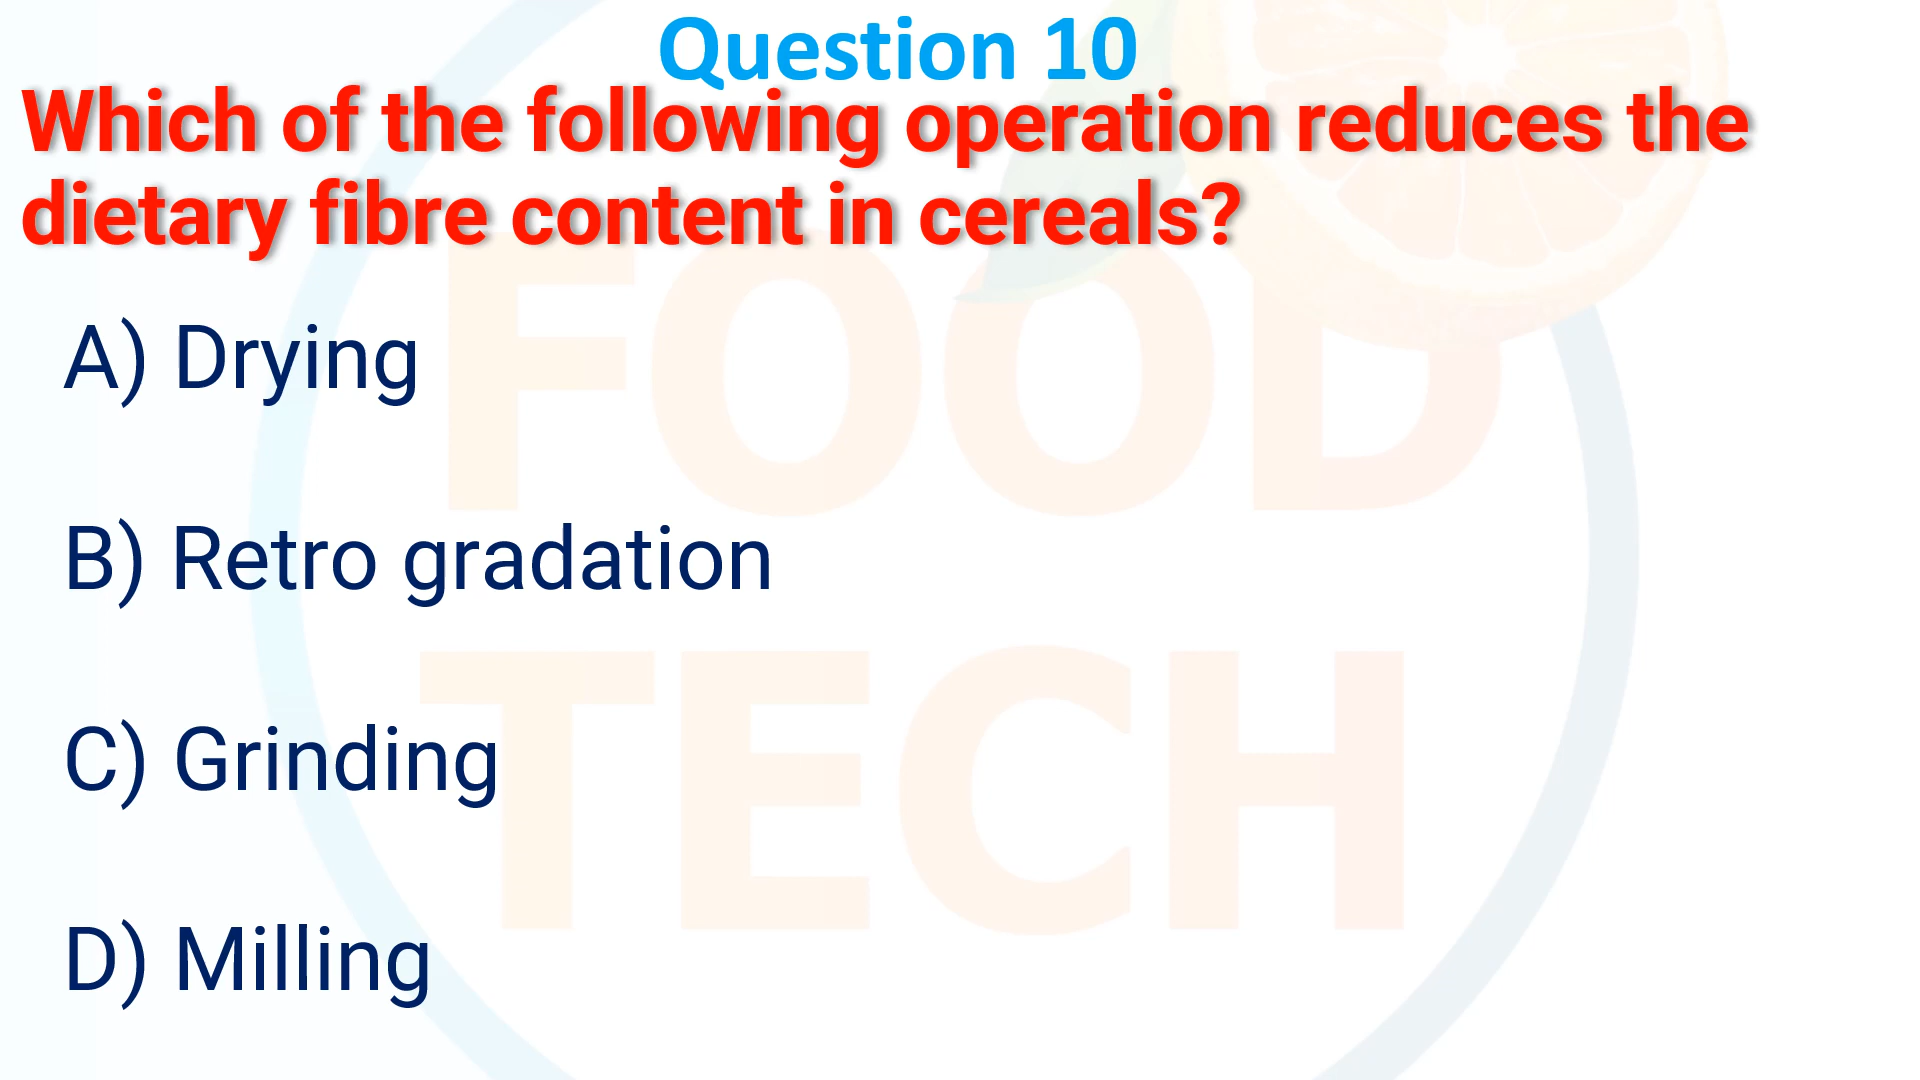 Question 10
Which of the following operation reduces the
dietary fibre content in cereals?
A) Drying
B) Retro gradation
C) Grinding
D) Milling
FOOD
TECH